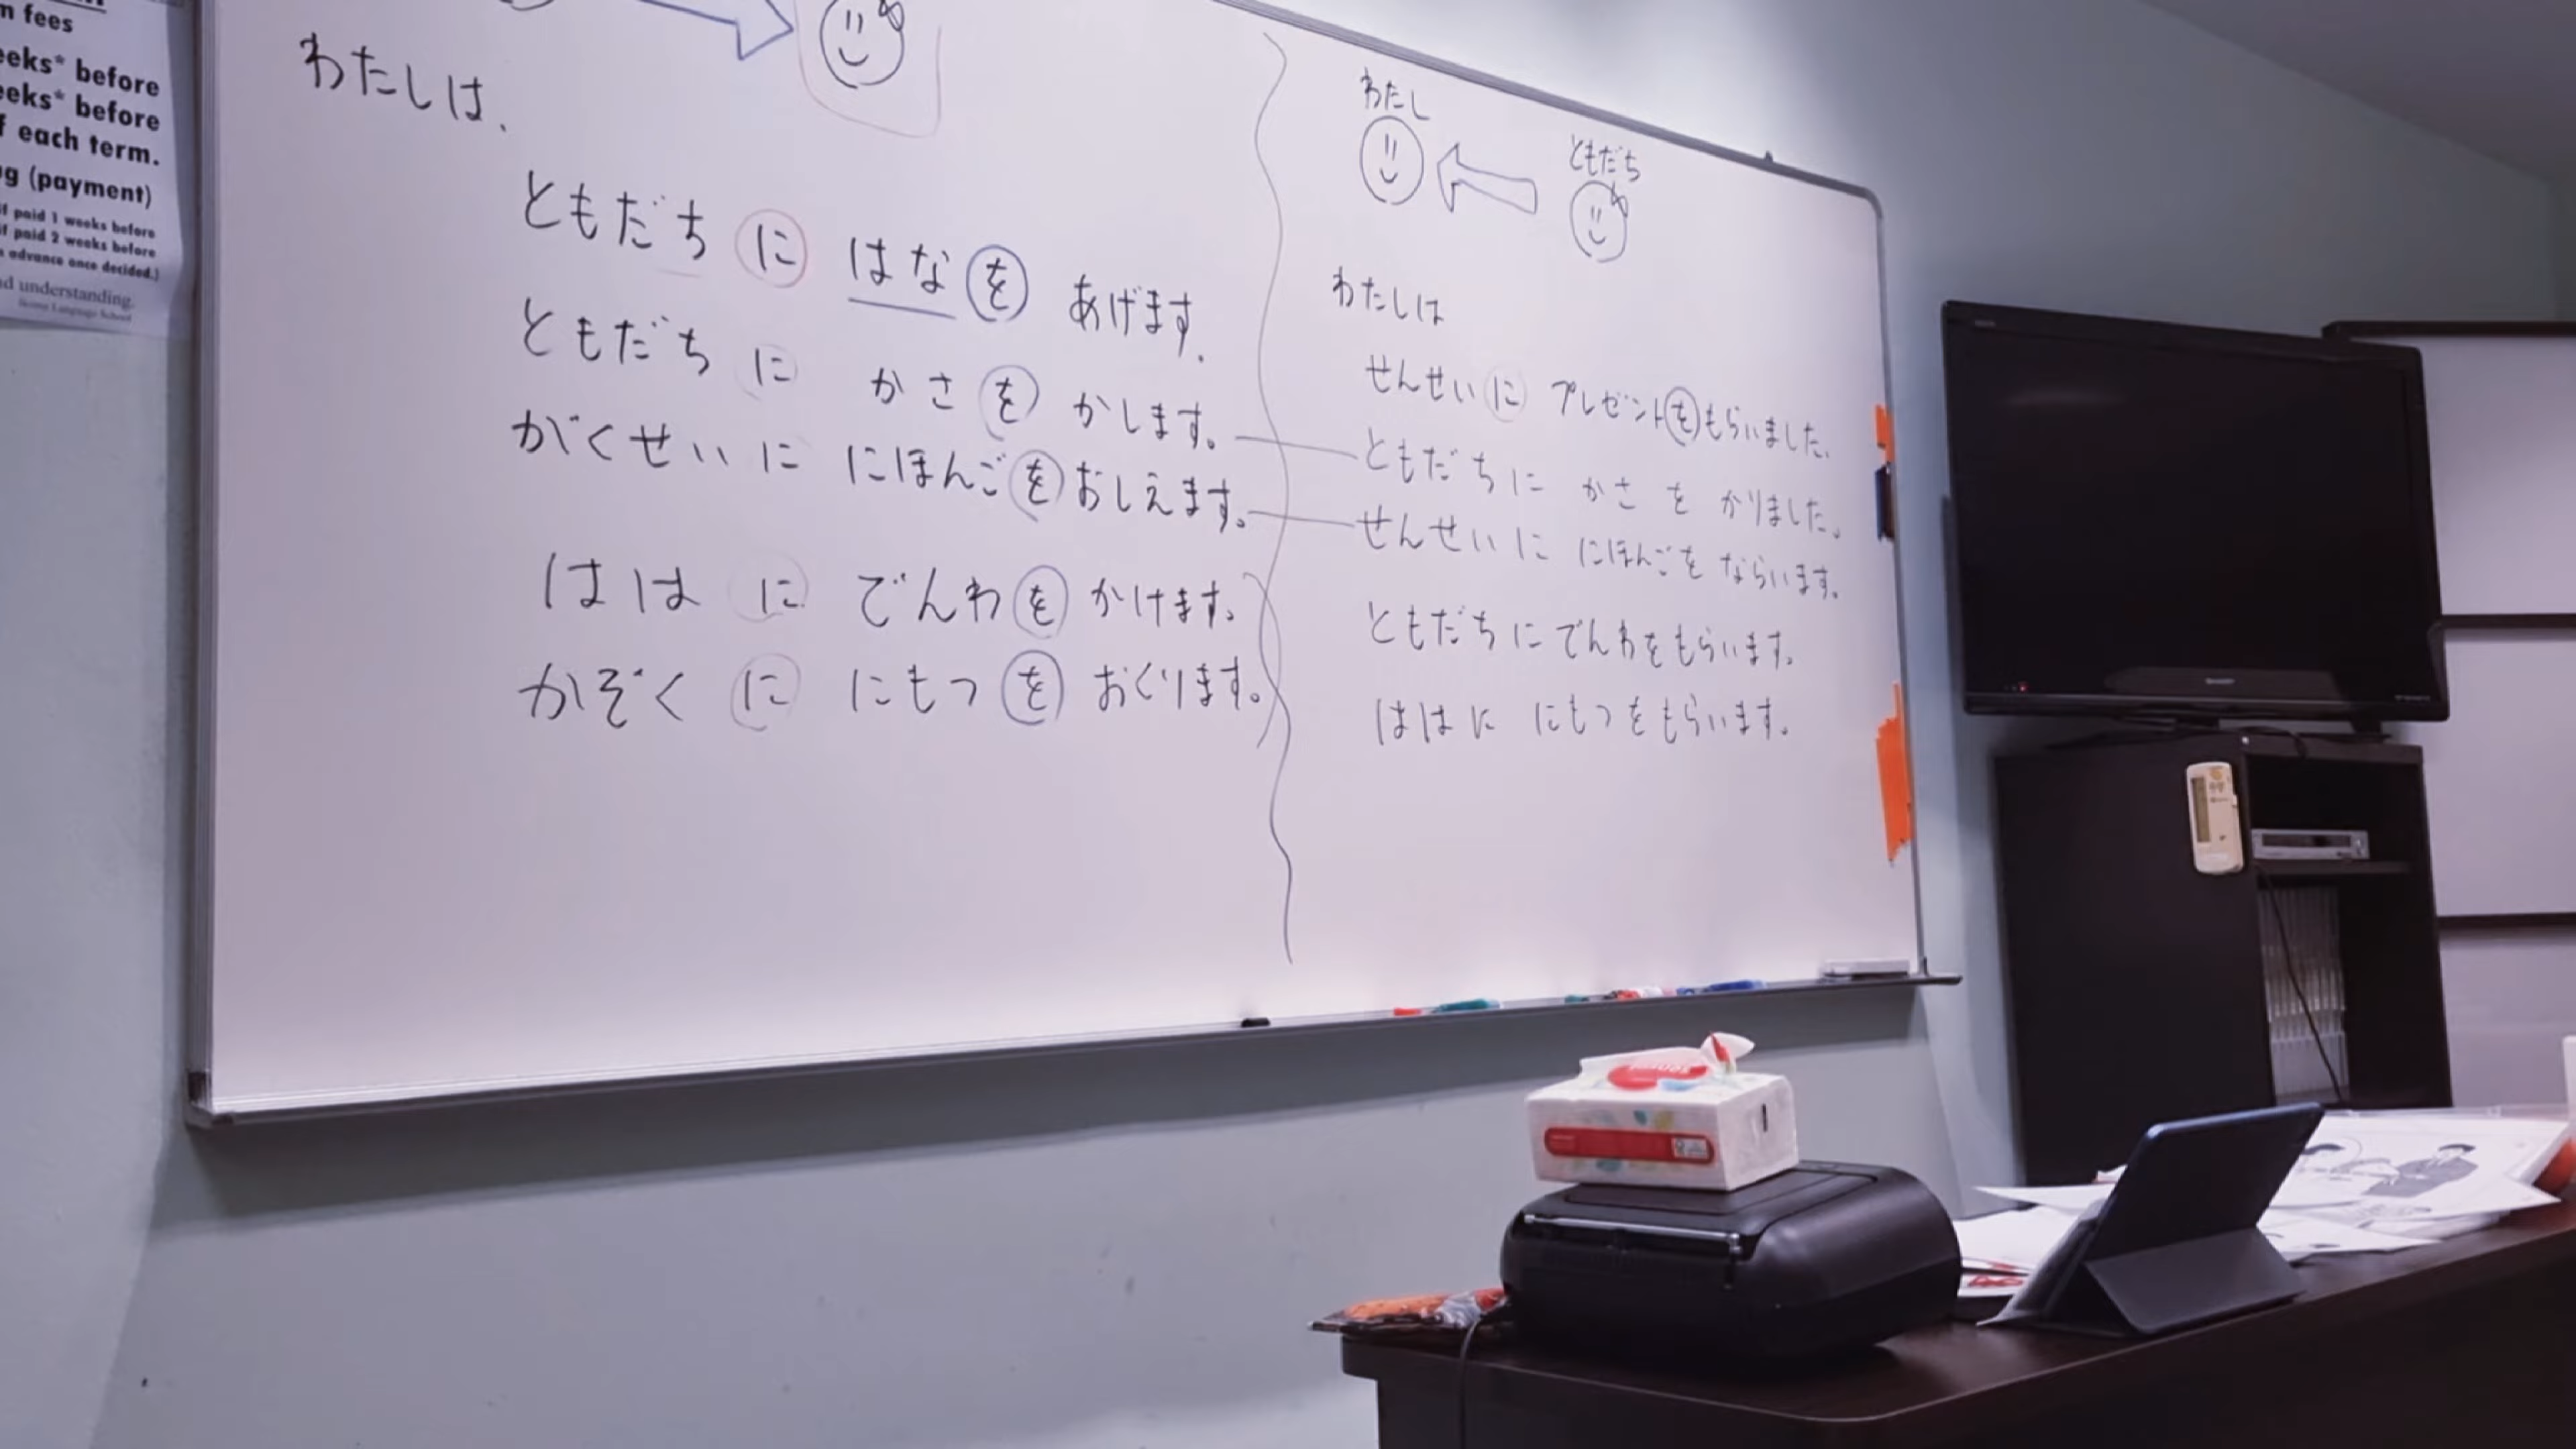 m fees
eeks* before
eeks* before
f each term.
g (payment)
if paid 1 weeks before
if paid 2 weeks before
advance once decided.)
d understanding.
Language School
わたしは、
ともだち に はな を あげます.
ともだち に かさ を かします。
がくせい に にほんご を おしえます。
はは に でんわ を かけます。
かぞく に にもつ を おくります。
わたし
ともだち
わたしは
せんせい に プレゼントを もらいました.
ともだち に かさ を かりました。
せんせい に にほんごを ならいます。
ともだち に でんわを もらいます。
はは に にもつを もらいます。
SHARP